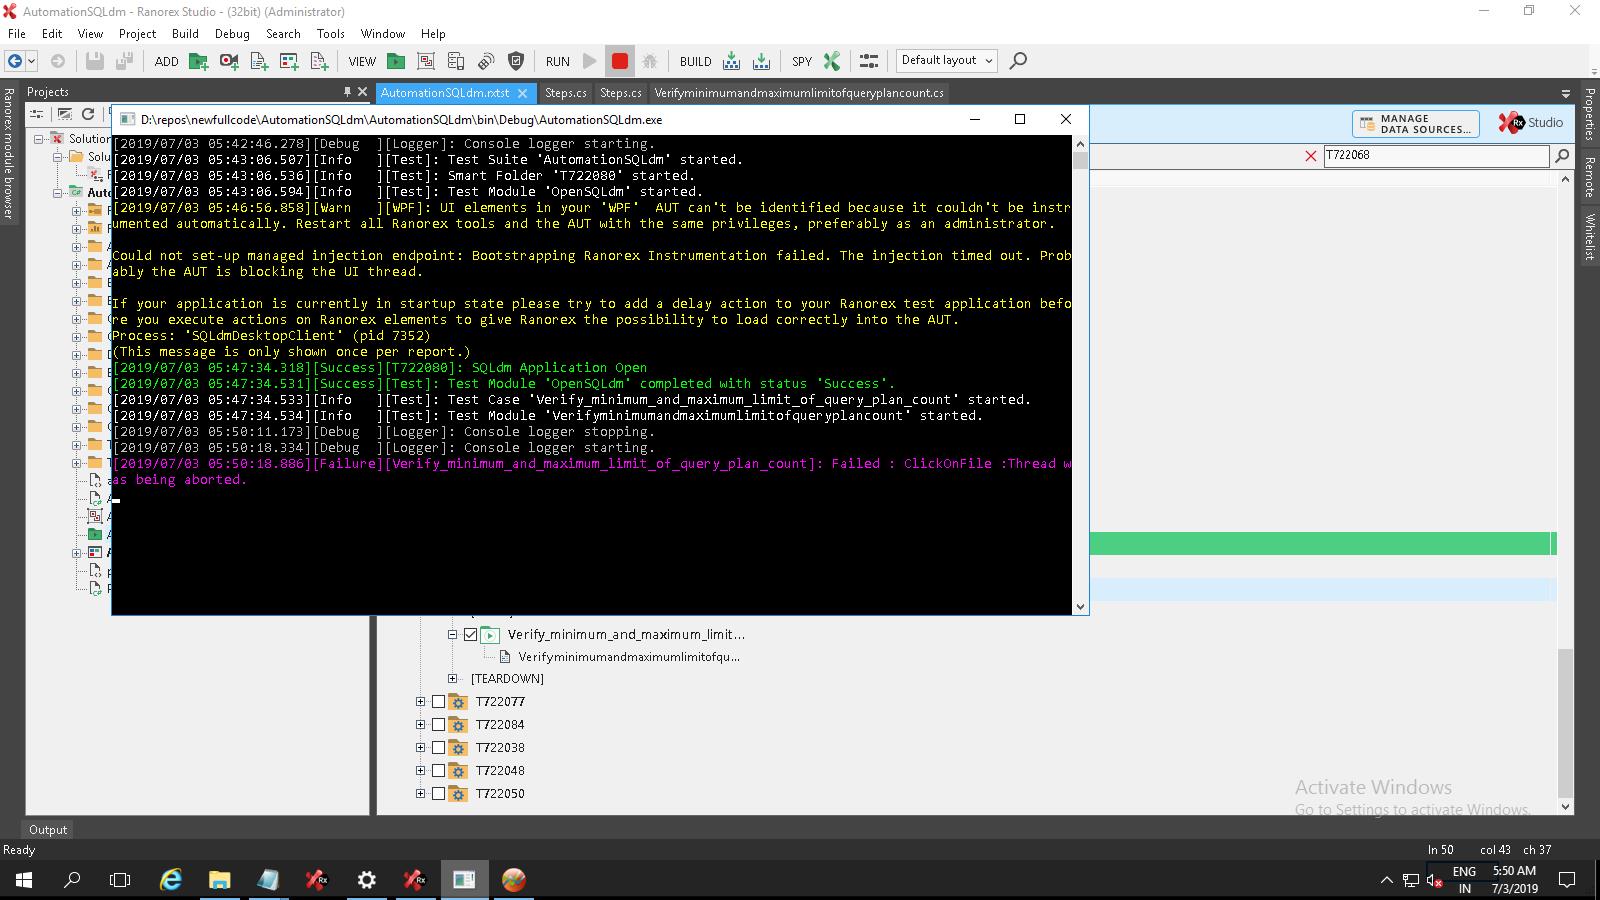 AutomationSQLdm - Ranorex Studio - (32bit) (Administrator)
File Edit View Project Build Debug Search Tools Window Help
ADD VIEW RUN BUILD SPY Default layout
Ranorex module browser
Projects
AutomationSQLdm.rxtst Steps.cs Steps.cs Verifyminimumandmaximumlimitofqueryplancount.cs
Properties
Remote
Whitelist
MANAGE
DATA SOURCES...
Rx Studio
T722068
Solution
Solu
Auto
D:\repos\newfullcode\AutomationSQLdm\AutomationSQLdm\bin\Debug\AutomationSQLdm.exe
[2019/07/03 05:42:46.278][Debug ][Logger]: Console logger starting.
[2019/07/03 05:43:06.507][Info ][Test]: Test Suite 'AutomationSQLdm' started.
[2019/07/03 05:43:06.536][Info ][Test]: Smart Folder 'T722080' started.
[2019/07/03 05:43:06.594][Info ][Test]: Test Module 'OpenSQLdm' started.
[2019/07/03 05:46:56.858][Warn ][WPF]: UI elements in your 'WPF' AUT can't be identified because it couldn't be instr
umented automatically. Restart all Ranorex tools and the AUT with the same privileges, preferably as an administrator.
Could not set-up managed injection endpoint: Bootstrapping Ranorex Instrumentation failed. The injection timed out. Prob
ably the AUT is blocking the UI thread.
If your application is currently in startup state please try to add a delay action to your Ranorex test application befo
re you execute actions on Ranorex elements to give Ranorex the possibility to load correctly into the AUT.
Process: 'SQLdmDesktopClient' (pid 7352)
(This message is only shown once per report.)
[2019/07/03 05:47:34.318][Success][T722080]: SQLdm Application Open
[2019/07/03 05:47:34.531][Success][Test]: Test Module 'OpenSQLdm' completed with status 'Success'.
[2019/07/03 05:47:34.533][Info ][Test]: Test Case 'Verify_minimum_and_maximum_limit_of_query_plan_count' started.
[2019/07/03 05:47:34.534][Info ][Test]: Test Module 'Verifyminimumandmaximumlimitofqueryplancount' started.
[2019/07/03 05:50:11.173][Debug ][Logger]: Console logger stopping.
[2019/07/03 05:50:18.334][Debug ][Logger]: Console logger starting.
[2019/07/03 05:50:18.886][Failure][Verify_minimum_and_maximum_limit_of_query_plan_count]: Failed : ClickOnFile :Thread w
as being aborted.
Verify_minimum_and_maximum_limit...
Verifyminimumandmaximumlimitofqu...
[TEARDOWN]
T722077
T722084
T722038
T722048
T722050
Activate Windows
Go to Settings to activate Windows.
Output
Ready
ln 50 col 43 ch 37
ENG
IN
5:50 AM
7/3/2019